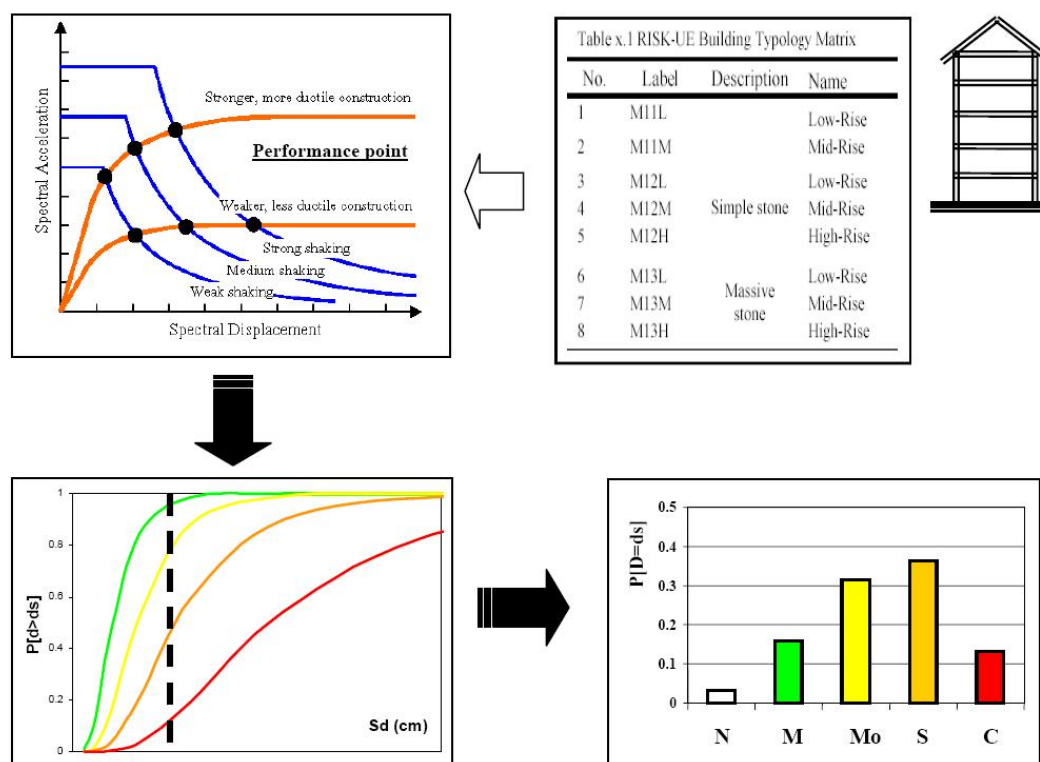 Spectral Acceleration
Stronger, more ductile construction
Performance point
Weaker, less ductile construction
Strong shaking
Medium shaking
Weak shaking
Spectral Displacement
Table x.1 RISK-UE Building Typology Matrix
No. Label Description Name
1 M11L Low-Rise
2 M11M Mid-Rise
3 M12L Low-Rise
4 M12M Simple stone Mid-Rise
5 M12H High-Rise
6 M13L Low-Rise
7 M13M Massive stone Mid-Rise
8 M13H High-Rise
P[d>ds]
1
0.8
0.6
0.4
0.2
0
Sd (cm)
P[D=ds]
0.5
0.4
0.3
0.2
0.1
0
N M Mo S C